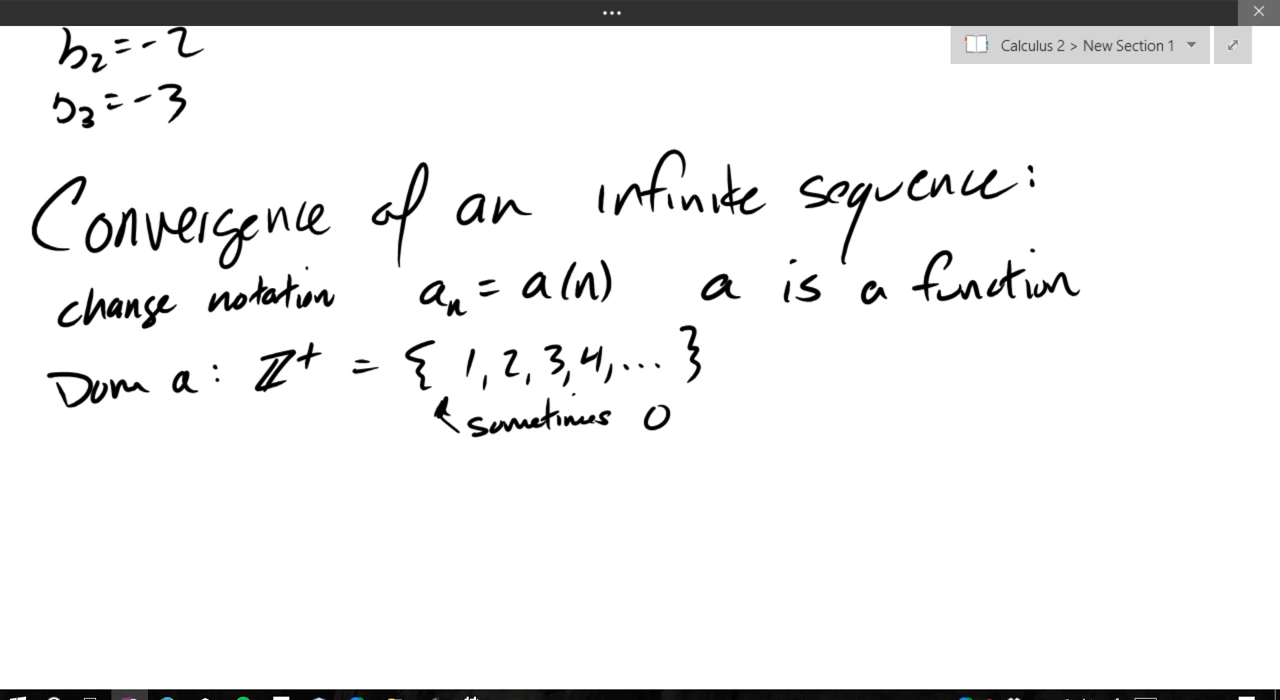 Calculus 2 > New Section 1
b₂ = -2
b₃ = -3
Convergence of an infinite sequence:
change notation aₙ = a(n) a is a function
Dom a: ℤ⁺ = { 1, 2, 3, 4, ... }
sometimes 0